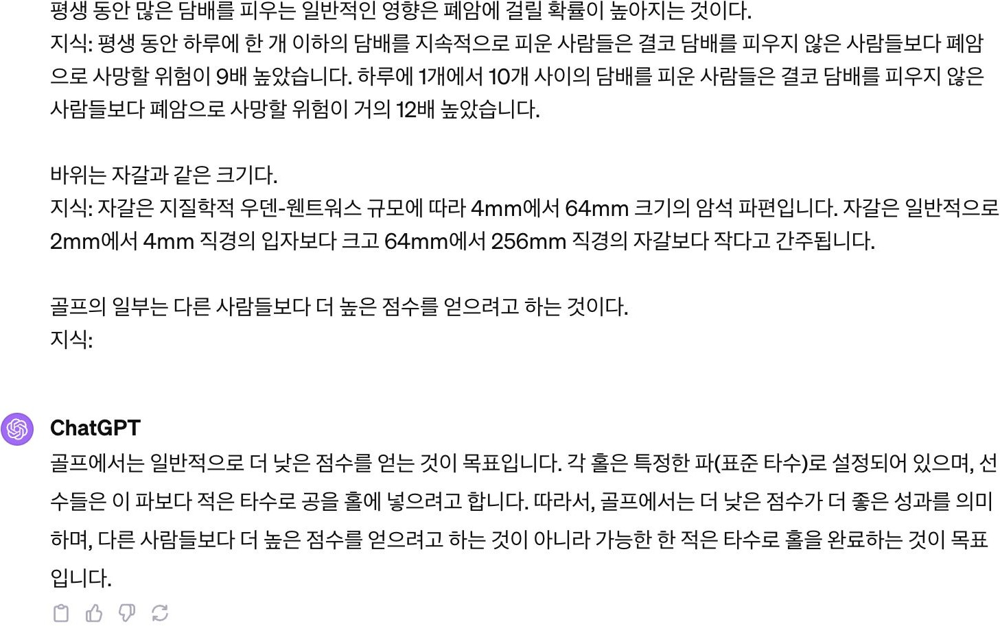 평생 동안 많은 담배를 피우는 일반적인 영향은 폐암에 걸릴 확률이 높아지는 것이다.
지식: 평생 동안 하루에 한 개 이하의 담배를 지속적으로 피운 사람들은 결코 담배를 피우지 않은 사람들보다 폐암
으로 사망할 위험이 9배 높았습니다. 하루에 1개에서 10개 사이의 담배를 피운 사람들은 결코 담배를 피우지 않은
사람들보다 폐암으로 사망할 위험이 거의 12배 높았습니다.
바위는 자갈과 같은 크기다.
지식: 자갈은 지질학적 우덴-웬트워스 규모에 따라 4mm에서 64mm 크기의 암석 파편입니다. 자갈은 일반적으로
2mm에서 4mm 직경의 입자보다 크고 64mm에서 256mm 직경의 자갈보다 작다고 간주됩니다.
골프의 일부는 다른 사람들보다 더 높은 점수를 얻으려고 하는 것이다.
지식:
ChatGPT
골프에서는 일반적으로 더 낮은 점수를 얻는 것이 목표입니다. 각 홀은 특정한 파(표준 타수)로 설정되어 있으며, 선
수들은 이 파보다 적은 타수로 공을 홀에 넣으려고 합니다. 따라서, 골프에서는 더 낮은 점수가 더 좋은 성과를 의미
하며, 다른 사람들보다 더 높은 점수를 얻으려고 하는 것이 아니라 가능한 한 적은 타수로 홀을 완료하는 것이 목표
입니다.